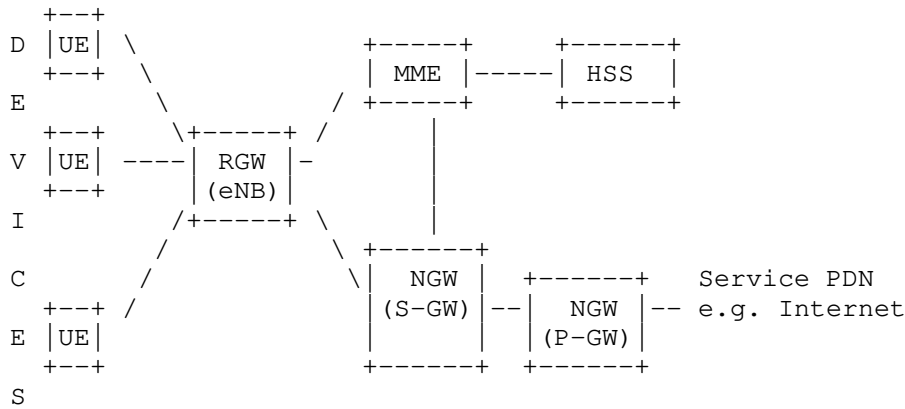 D UE
MME HSS
E
V UE RGW
(eNB)
I
C NGW Service PDN
(S-GW) NGW e.g. Internet
E UE (P-GW)
S